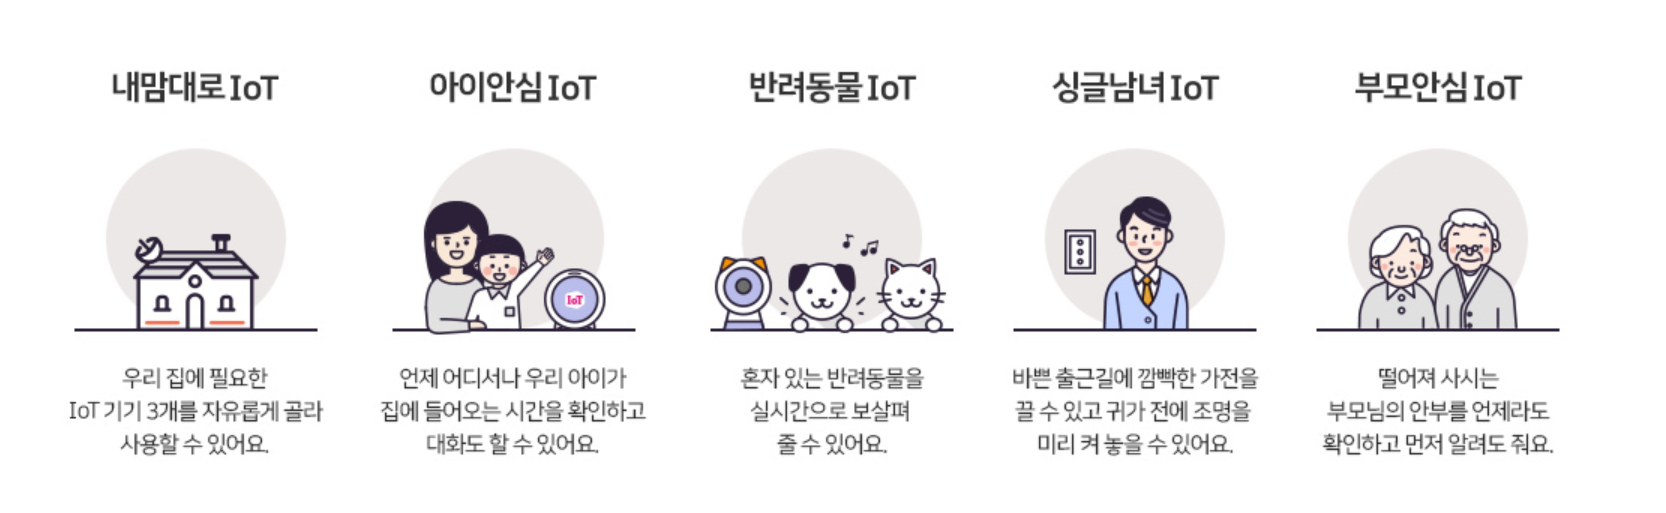 내맘대로 IoT
우리 집에 필요한
IoT 기기 3개를 자유롭게 골라
사용할 수 있어요.
아이안심 IoT
IoT
언제 어디서나 우리 아이가
집에 들어오는 시간을 확인하고
대화도 할 수 있어요.
반려동물 IoT
혼자 있는 반려동물을
실시간으로 보살펴
줄 수 있어요.
싱글남녀 IoT
바쁜 출근길에 깜빡한 가전을
끌 수 있고 귀가 전에 조명을
미리 켜 놓을 수 있어요.
부모안심 IoT
떨어져 사시는
부모님의 안부를 언제라도
확인하고 먼저 알려도 줘요.